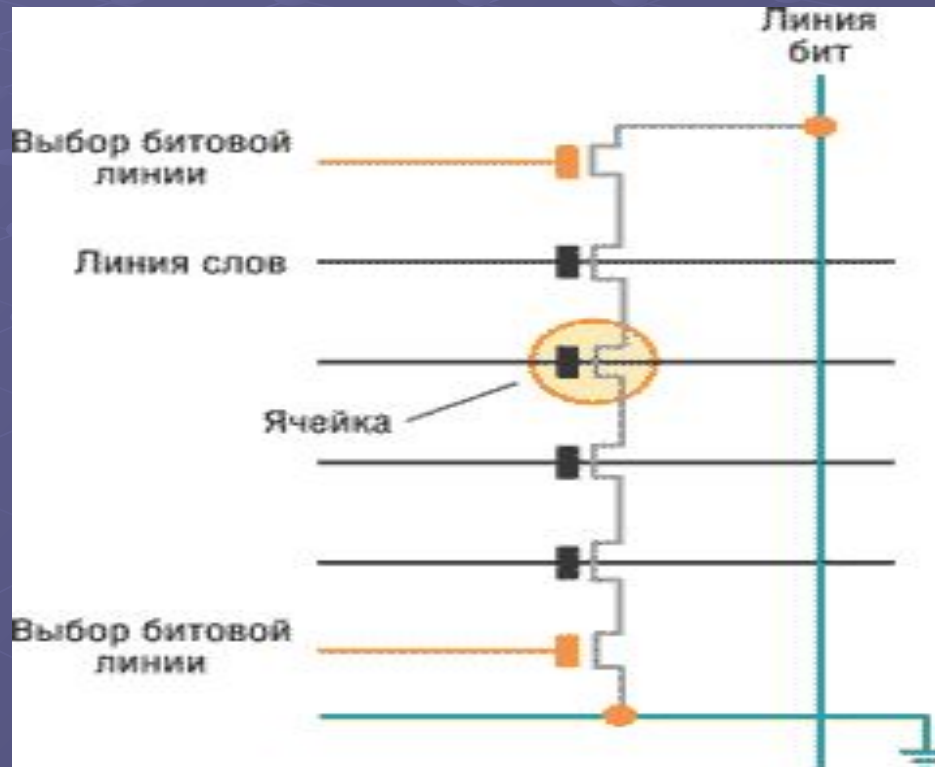 Линия
бит
Выбор битовой
линии
Линия слов
Ячейка
Выбор битовой
линии